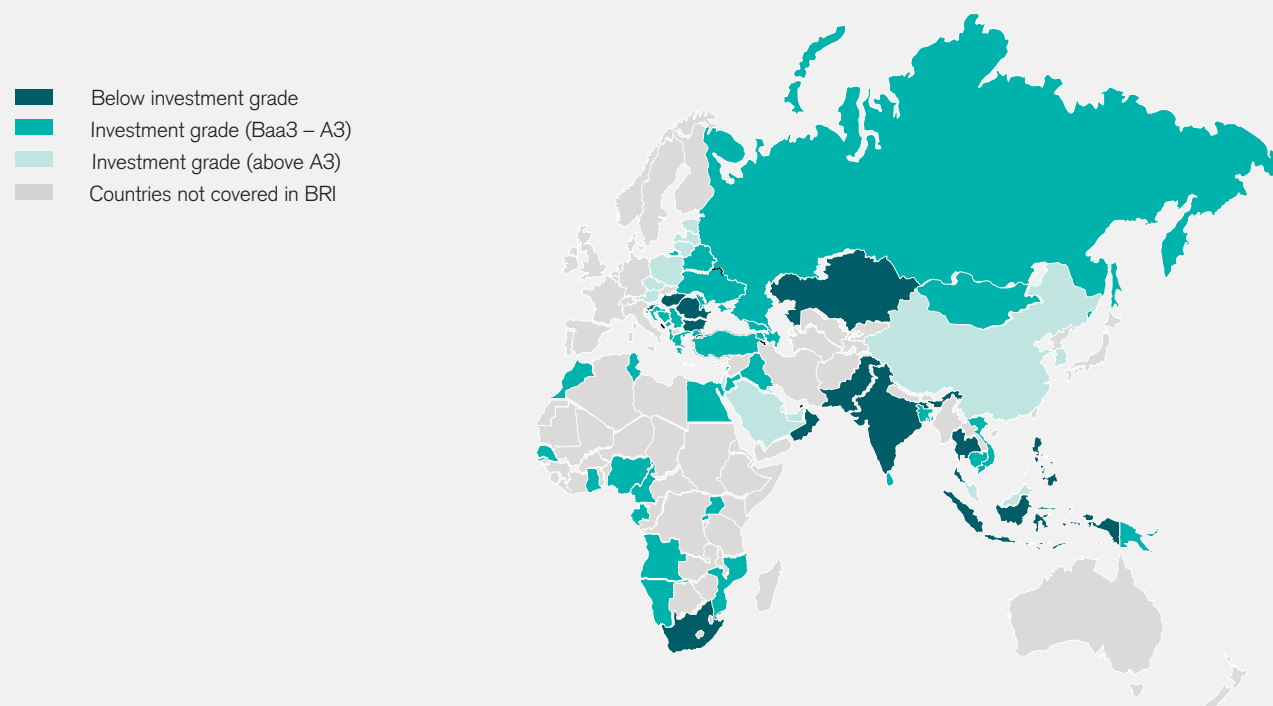 Below investment grade
Investment grade (Baa3 – A3)
Investment grade (above A3)
Countries not covered in BRI